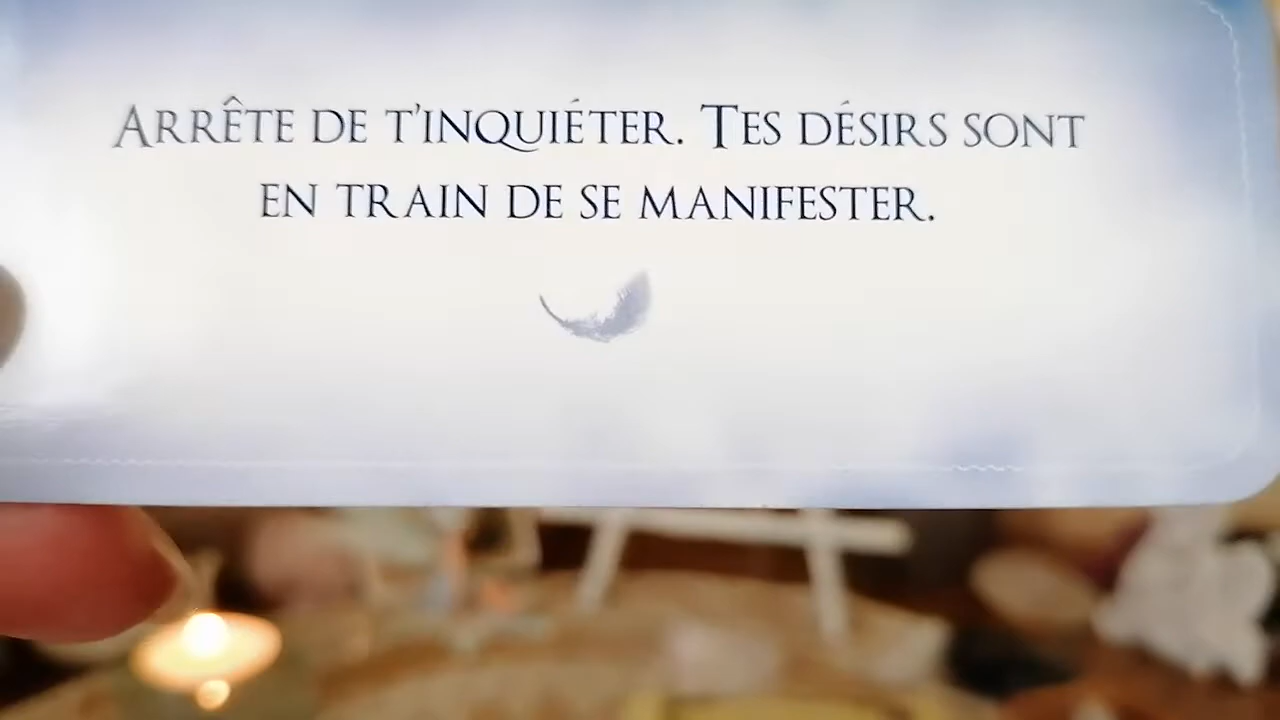 Arrête de t'inquiéter. Tes désirs sont
en train de se manifester.